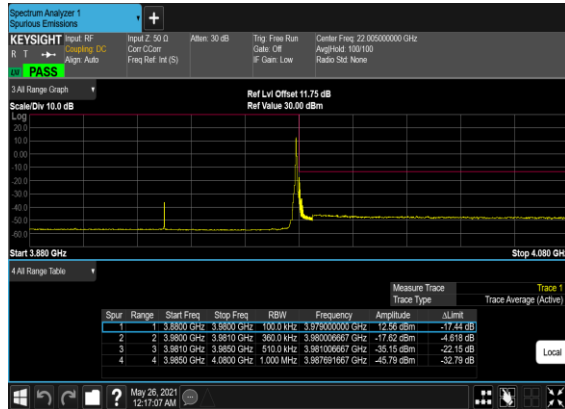 Spectrum Analyzer 1
Spurious Emissions
KEYSIGHT Input: RF Input Z: 50 Ω Atten: 30 dB Trig: Free Run Center Freq: 22.005000000 GHz
R T Coupling: DC Corr CCorr Gate: Off Avg|Hold: 100/100
Align: Auto Freq Ref: Int (S) IF Gain: Low Radio Std: None
PASS
3 All Range Graph Ref Lvl Offset 11.75 dB
Scale/Div 10.0 dB Ref Value 30.00 dBm
Log
20.0
10.0
0.00
-10.0
-20.0
-30.0
-40.0
-50.0
-60.0
Start 3.880 GHz Stop 4.080 GH
4 All Range Table
Measure Trace Trace 1
Trace Type Trace Average (Active)
Spur Range Start Freq Stop Freq RBW Frequency Amplitude ΔLimit
1 1 3.8800 GHz 3.9800 GHz 100.0 kHz 3.979000000 GHz 12.56 dBm -17.44 dB
2 2 3.9800 GHz 3.9810 GHz 360.0 kHz 3.980006667 GHz -17.62 dBm -4.618 dB
3 3 3.9810 GHz 3.9850 GHz 510.0 kHz 3.981006667 GHz -35.15 dBm -22.15 dB
4 4 3.9850 GHz 4.0800 GHz 1.000 MHz 3.987691667 GHz -45.79 dBm -32.79 dB
Local
May 26, 2021
12:17:07 AM